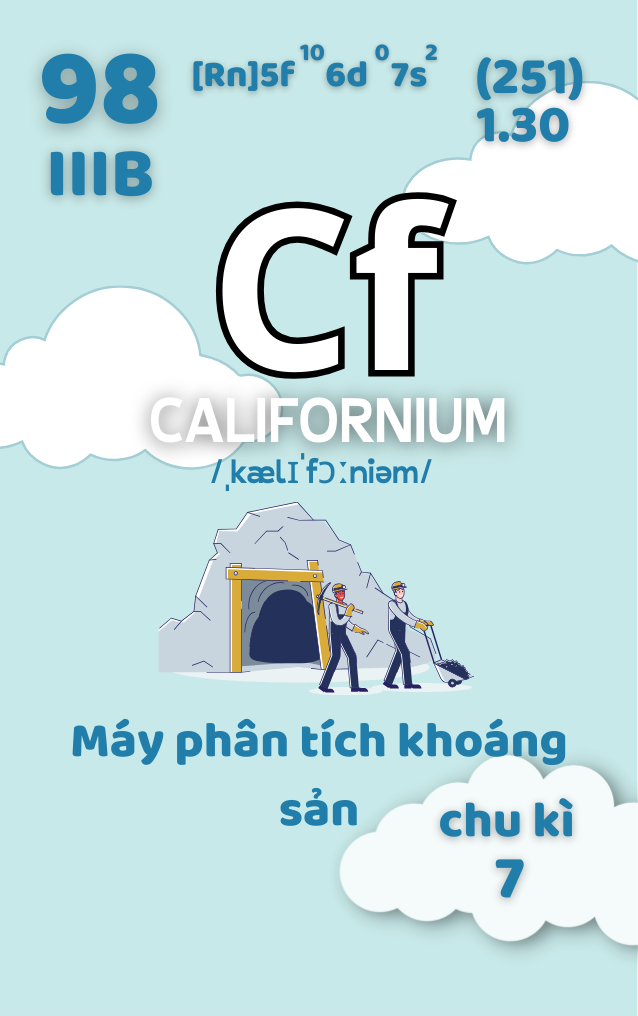 98
IIIB
[Rn]5f¹⁰6d⁰7s²
(251)
1.30
Cf
CALIFORNIUM
/ˌkælɪˈfɔːniəm/
Máy phân tích khoáng
sản
chu kì
7